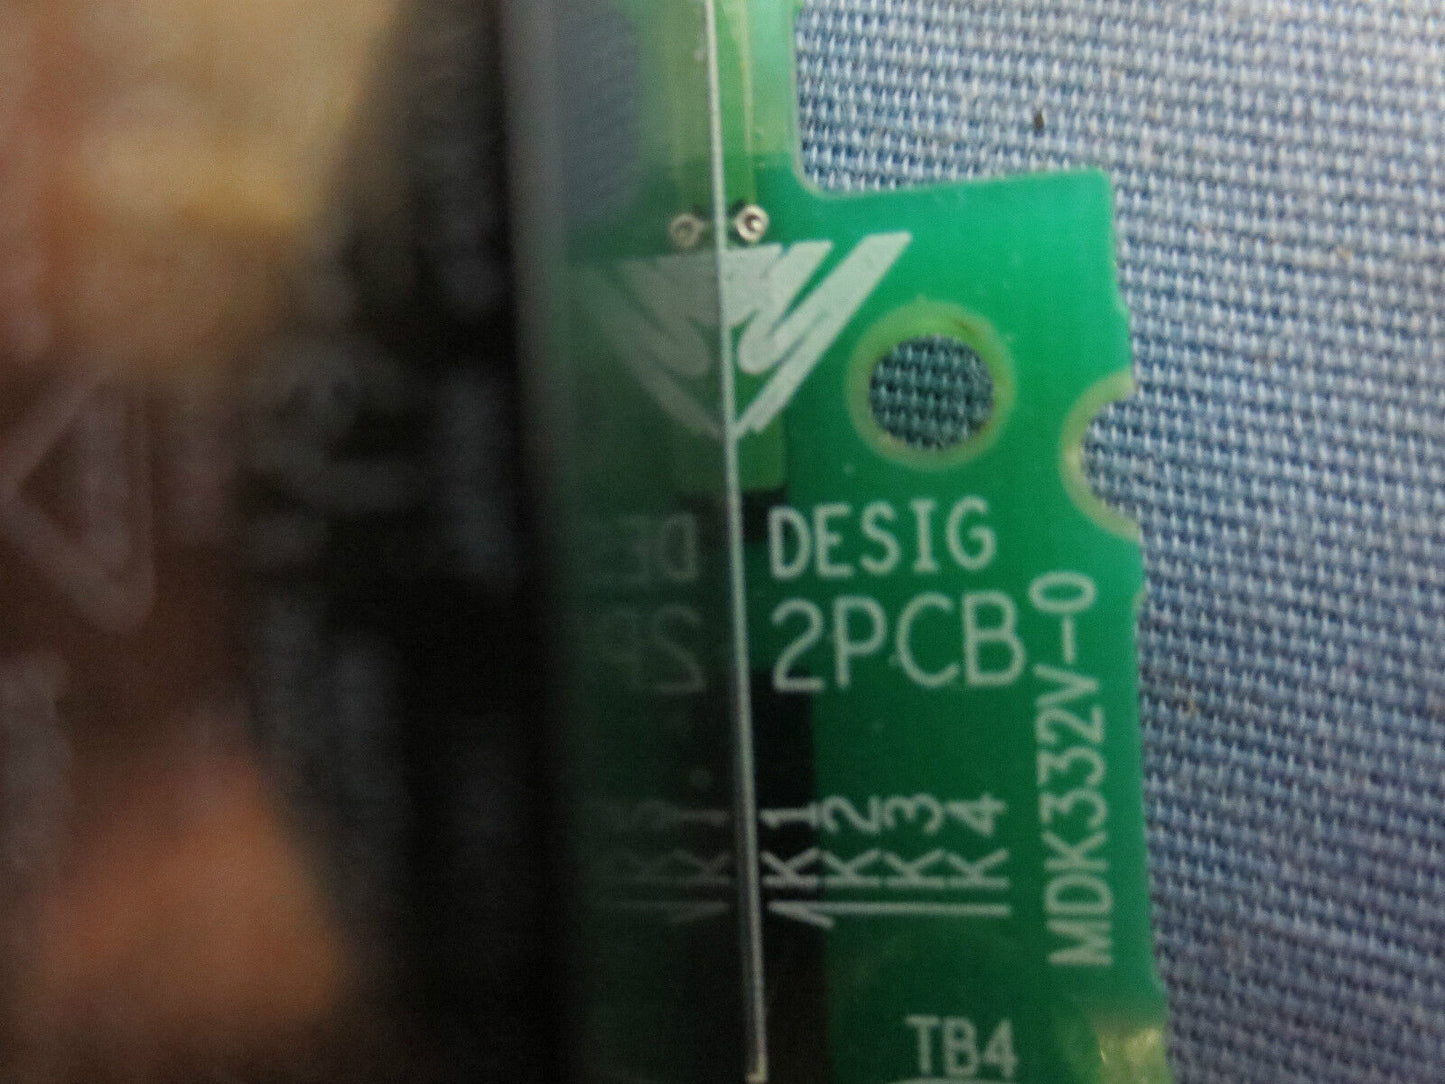 DESIG
2PCB
MDK332V-0
K1
K2
K3
K4
TB4